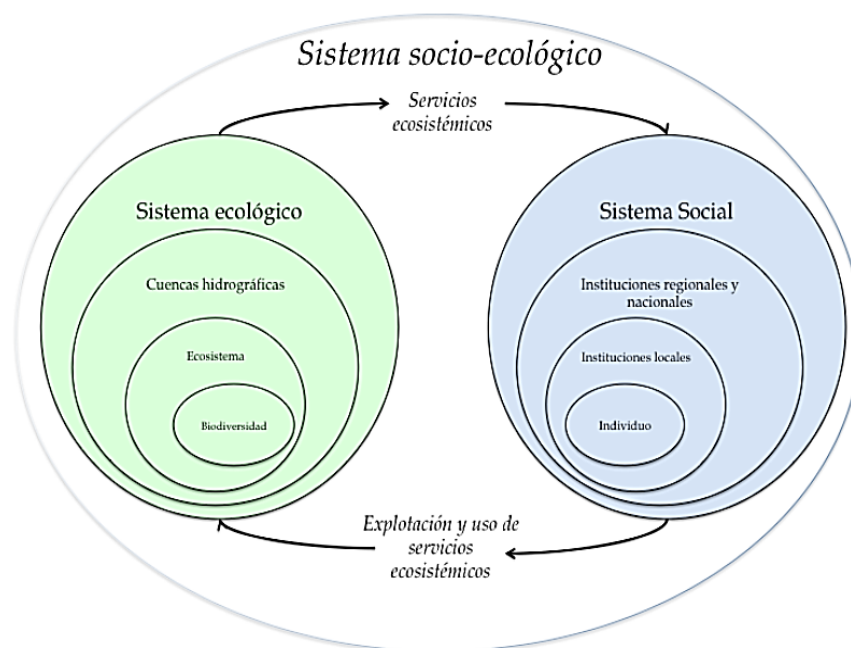 Sistema socio-ecológico
Servicios
ecosistémicos
Sistema ecológico
Cuencas hidrográficas
Ecosistema
Biodiversidad
Sistema Social
Instituciones regionales y
nacionales
Instituciones locales
Individuo
Explotación y uso de
servicios
ecosistémicos